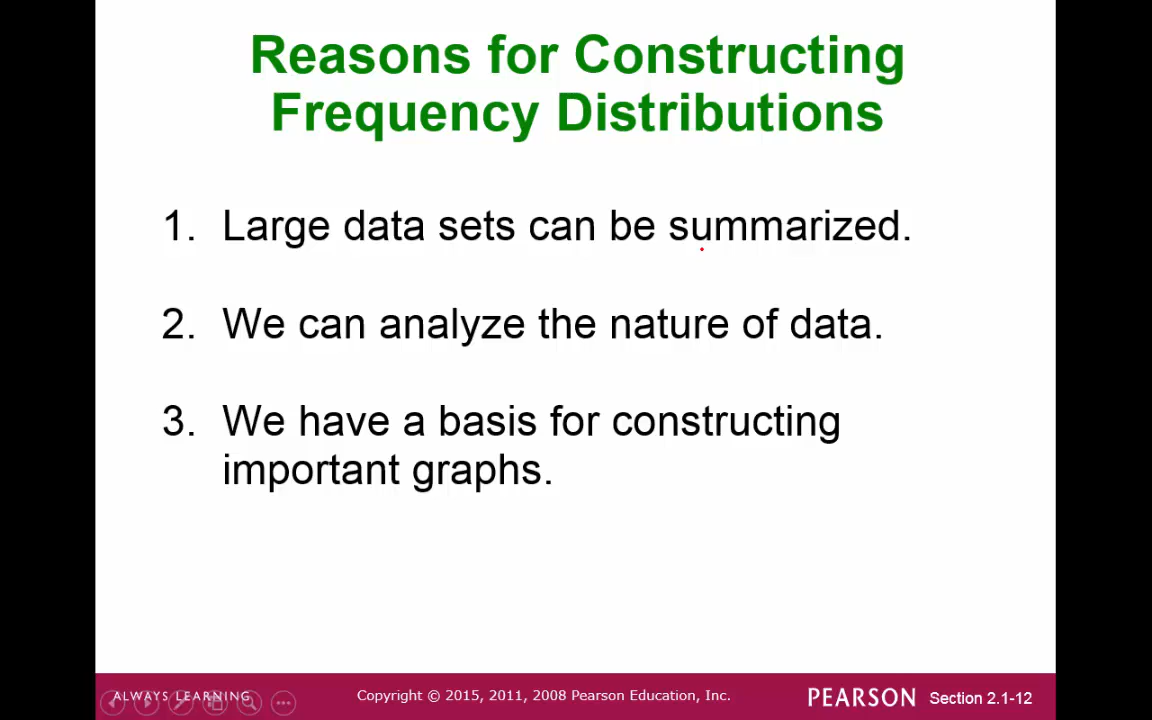 Reasons for Constructing
Frequency Distributions
1. Large data sets can be summarized.
2. We can analyze the nature of data.
3. We have a basis for constructing
important graphs.
ALWAYS LEARNING
Copyright © 2015, 2011, 2008 Pearson Education, Inc.
PEARSON
Section 2.1-12